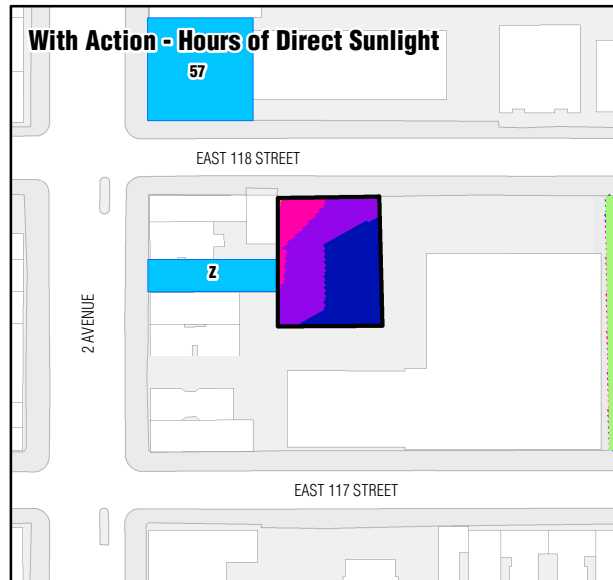 With Action - Hours of Direct Sunlight
57
EAST 118 STREET
Z
2 AVENUE
EAST 117 STREET